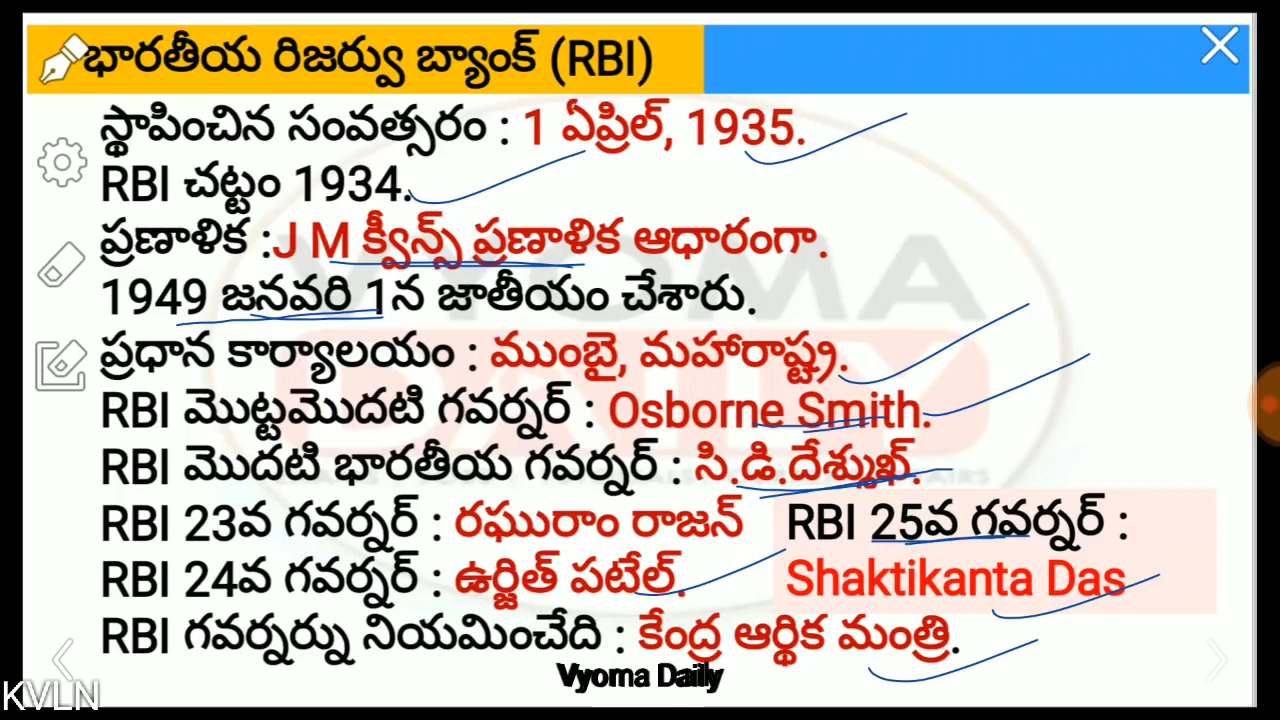 భారతీయ రిజర్వు బ్యాంక్ (RBI)
స్థాపించిన సంవత్సరం : 1 ఏప్రిల్, 1935.
RBI చట్టం 1934.
ప్రణాళిక :J M క్వీన్స్ ప్రణాళిక ఆధారంగా.
1949 జనవరి 1న జాతీయం చేశారు.
ప్రధాన కార్యాలయం : ముంబై, మహారాష్ట్ర.
RBI మొట్టమొదటి గవర్నర్ : Osborne Smith.
RBI మొదటి భారతీయ గవర్నర్ : సి.డి.దేశ్ముఖ్.
RBI 23వ గవర్నర్ : రఘురాం రాజన్
RBI 24వ గవర్నర్ : ఉర్జిత్ పటేల్.
RBI 25వ గవర్నర్ :
Shaktikanta Das
RBI గవర్నర్ను నియమించేది : కేంద్ర ఆర్థిక మంత్రి.
Vyoma Daily
KVLN
VYOMA
DAILY